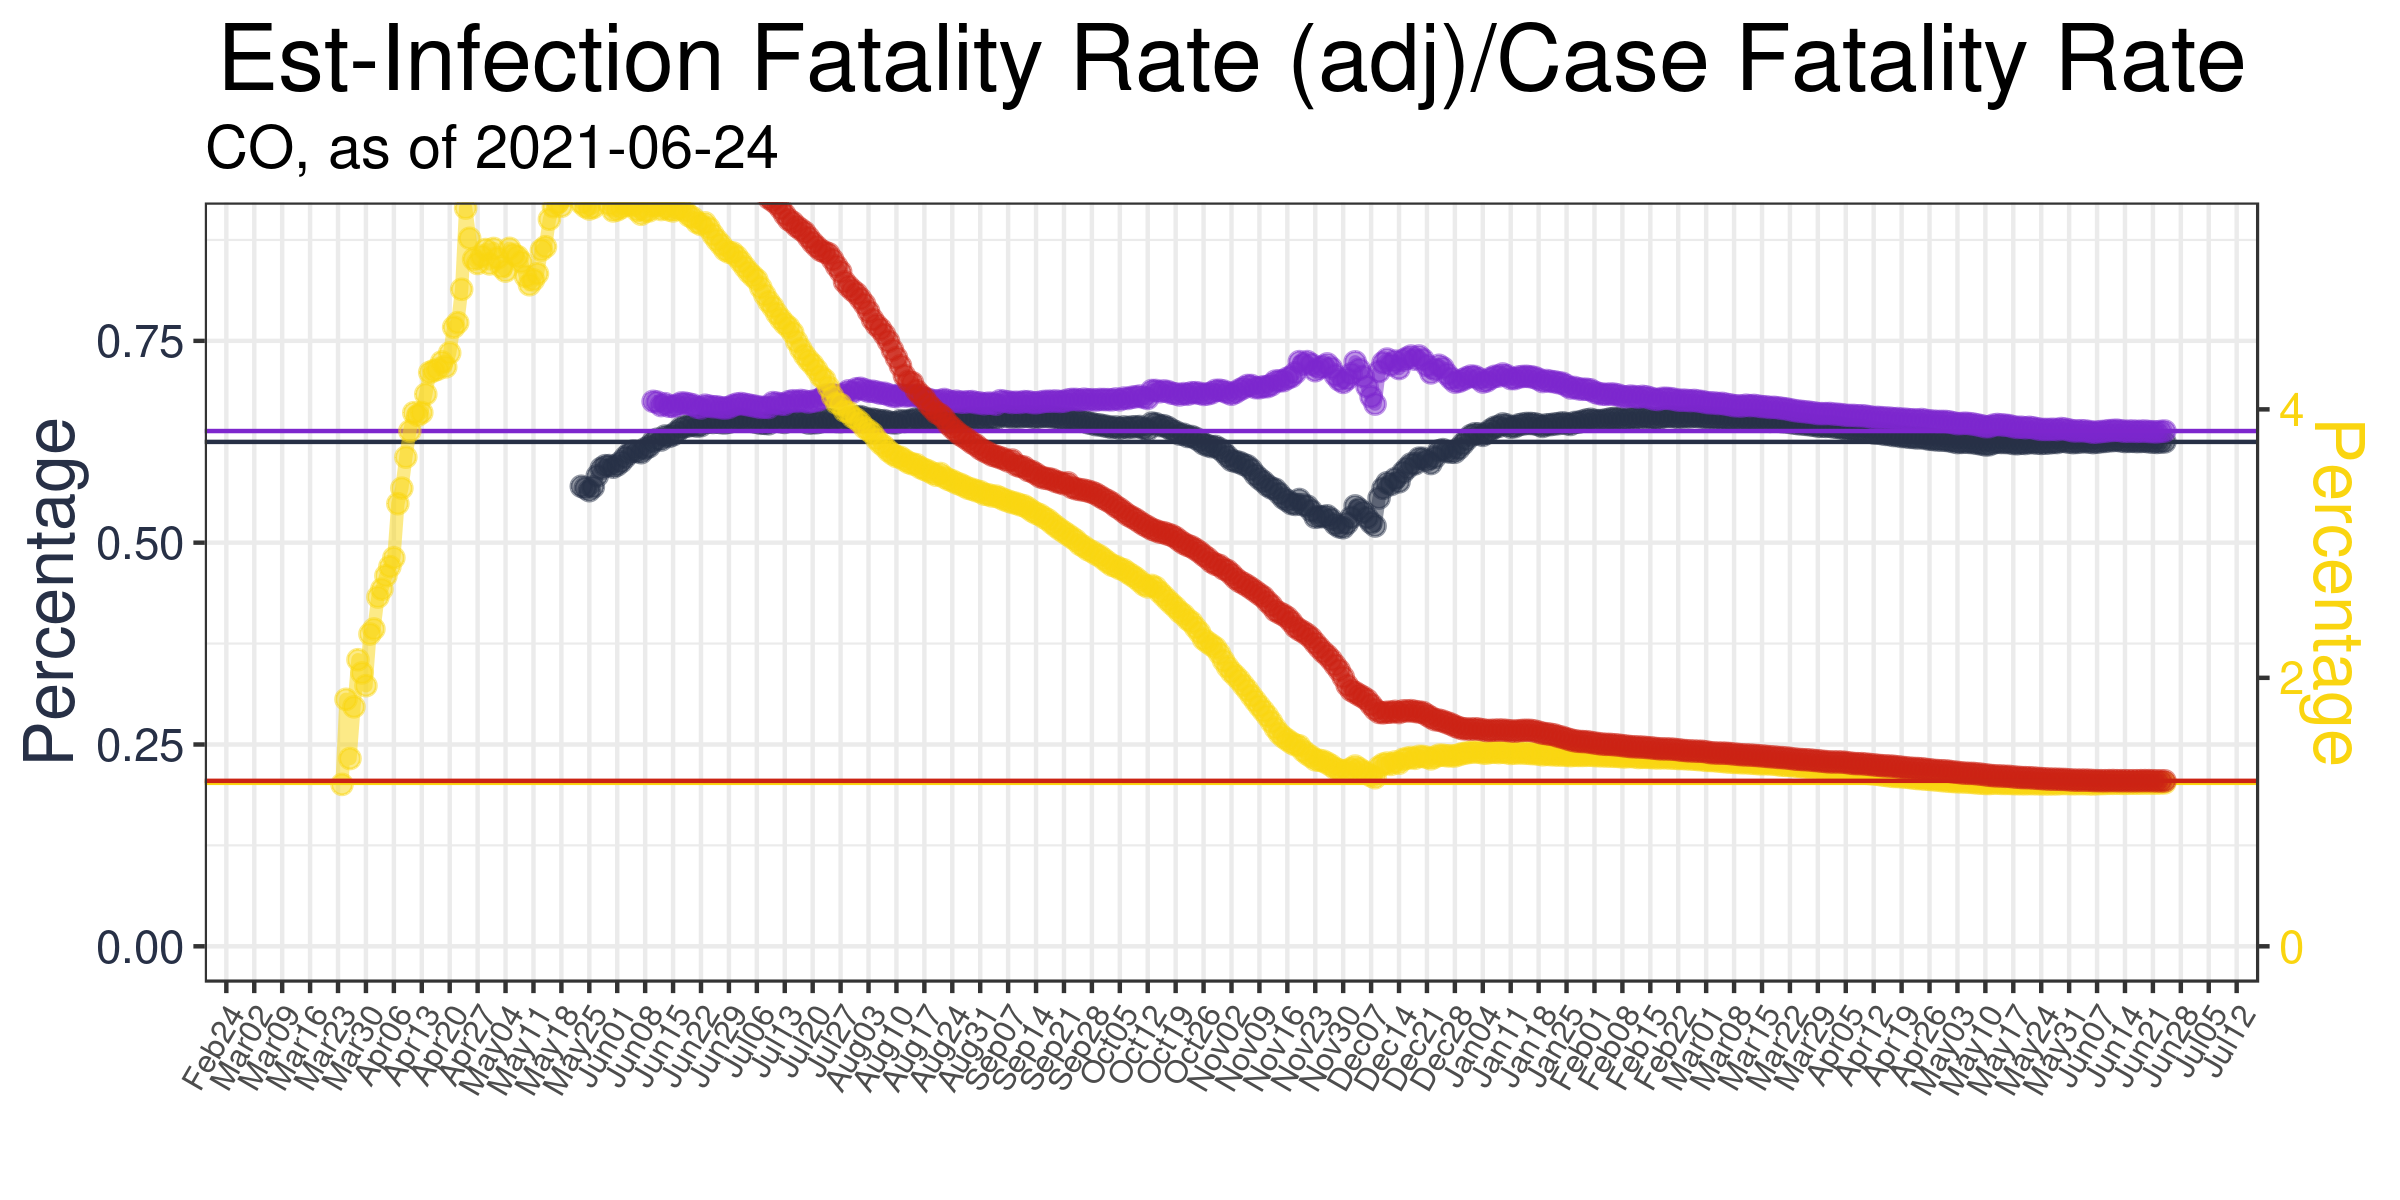 Est-Infection Fatality Rate (adj)/Case Fatality Rate
CO, as of 2021-06-24
Percentage
0.75
0.50
0.25
0.00
4
2
0
Percentage
Feb24
Mar02
Mar09
Mar16
Mar23
Mar30
Apr06
Apr13
Apr20
Apr27
May04
May11
May18
May25
Jun01
Jun08
Jun15
Jun22
Jun29
Jul06
Jul13
Jul20
Jul27
Aug03
Aug10
Aug17
Aug24
Aug31
Sep07
Sep14
Sep21
Sep28
Oct05
Oct12
Oct19
Oct26
Nov02
Nov09
Nov16
Nov23
Nov30
Dec07
Dec14
Dec21
Dec28
Jan04
Jan11
Jan18
Jan25
Feb01
Feb08
Feb15
Feb22
Mar01
Mar08
Mar15
Mar22
Mar29
Apr05
Apr12
Apr19
Apr26
May03
May10
May17
May24
May31
Jun07
Jun14
Jun21
Jun28
Jul05
Jul12